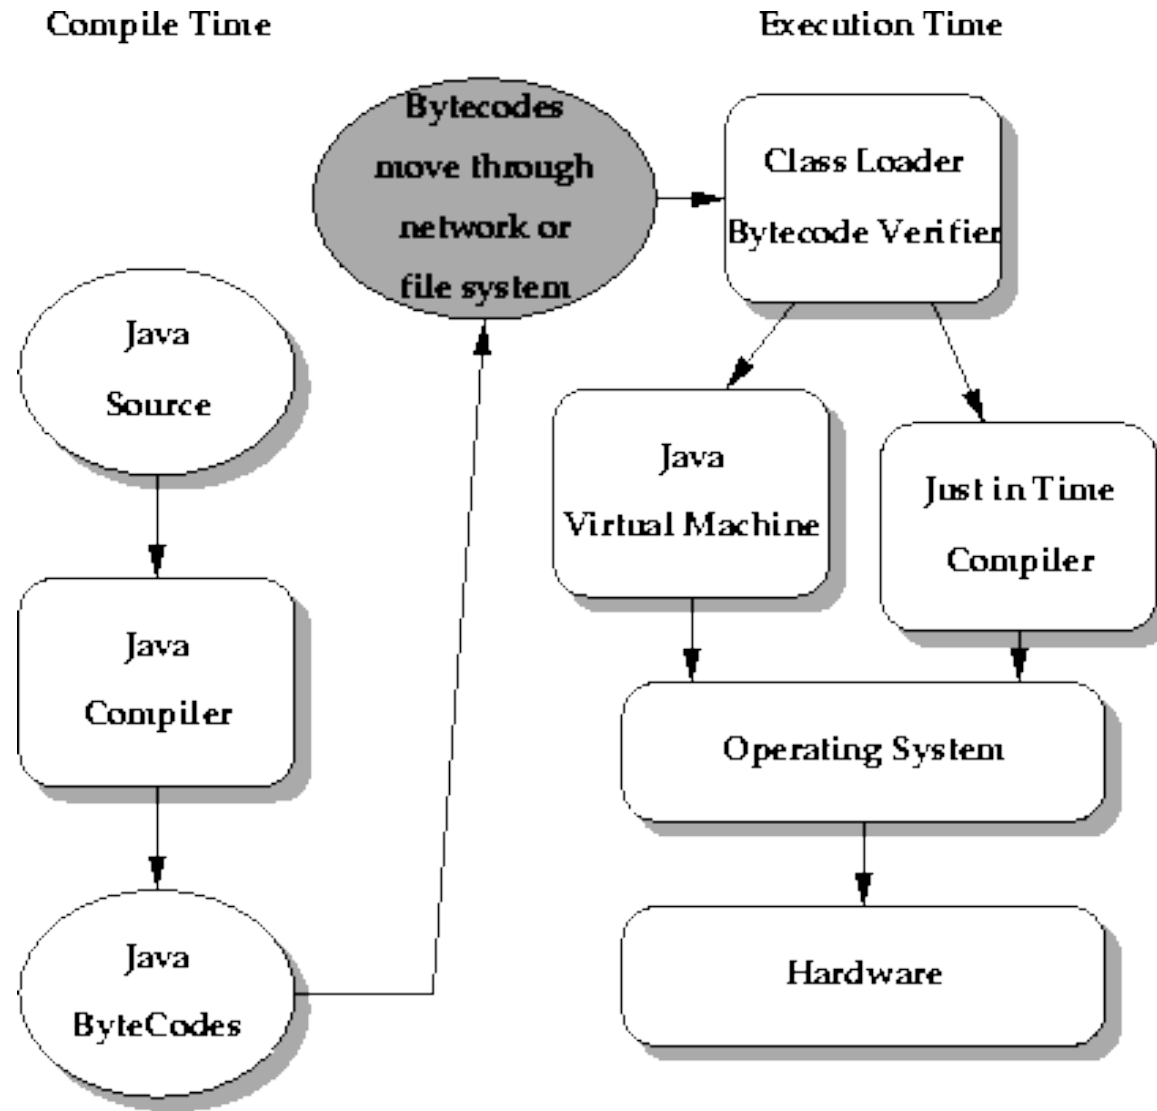 Compile Time
Execution Time
Bytecodes
move through
network or
file system
Class Loader
Bytecode Verifier
Java
Source
Java
Virtual Machine
Just in Time
Compiler
Java
Compiler
Operating System
Java
ByteCodes
Hardware